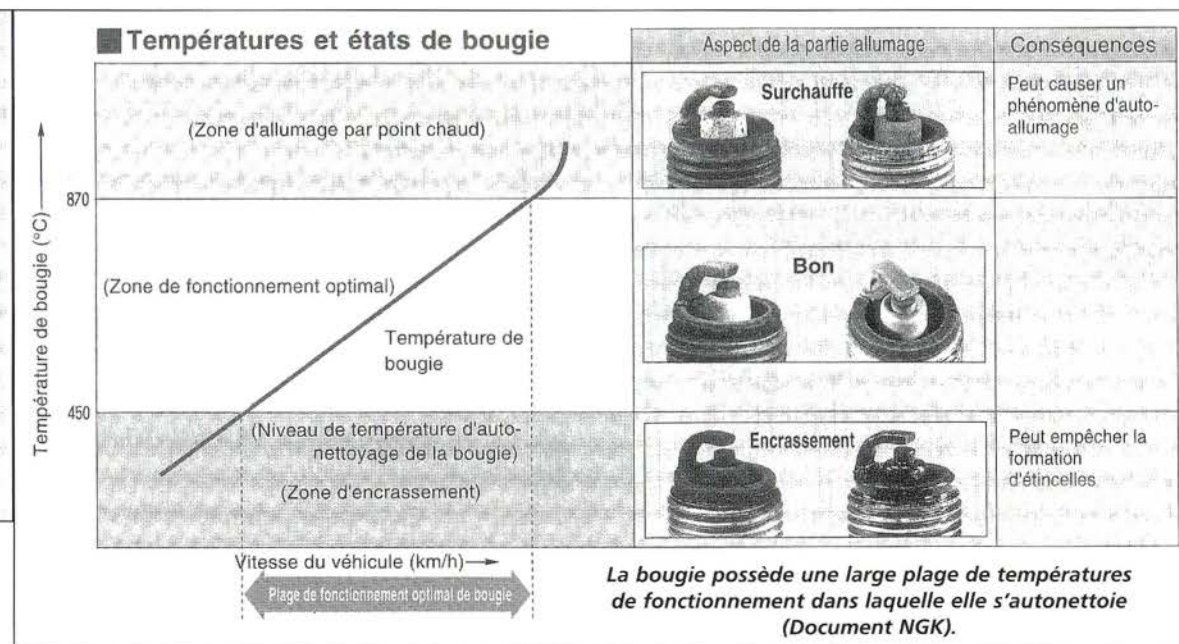 Températures et états de bougie
Aspect de la partie allumage
Conséquences
Température de bougie (°C)
870
450
(Zone d'allumage par point chaud)
(Zone de fonctionnement optimal)
Température de
bougie
(Niveau de température d'auto-
nettoyage de la bougie)
(Zone d'encrassement)
Vitesse du véhicule (km/h)
Plage de fonctionnement optimal de bougie
Surchauffe
Peut causer un
phénomène d'auto-
allumage
Bon
Encrassement
Peut empêcher la
formation
d'étincelles
La bougie possède une large plage de températures
de fonctionnement dans laquelle elle s'autonettoie
(Document NGK).